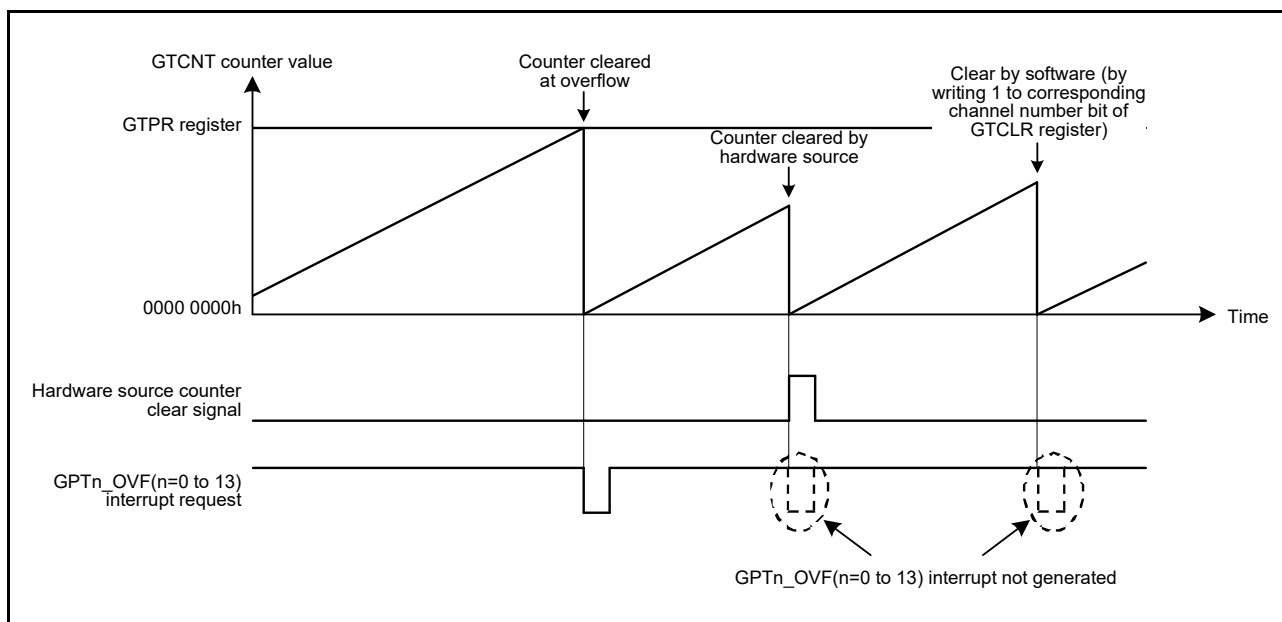 GTCNT counter value
Counter cleared
at overflow
Clear by software (by
writing 1 to corresponding
channel number bit of
GTCLR register)
GTPR register
Counter cleared by
hardware source
0000 0000h
Time
Hardware source counter
clear signal
GPTn_OVF(n=0 to 13)
interrupt request
GPTn_OVF(n=0 to 13) interrupt not generated